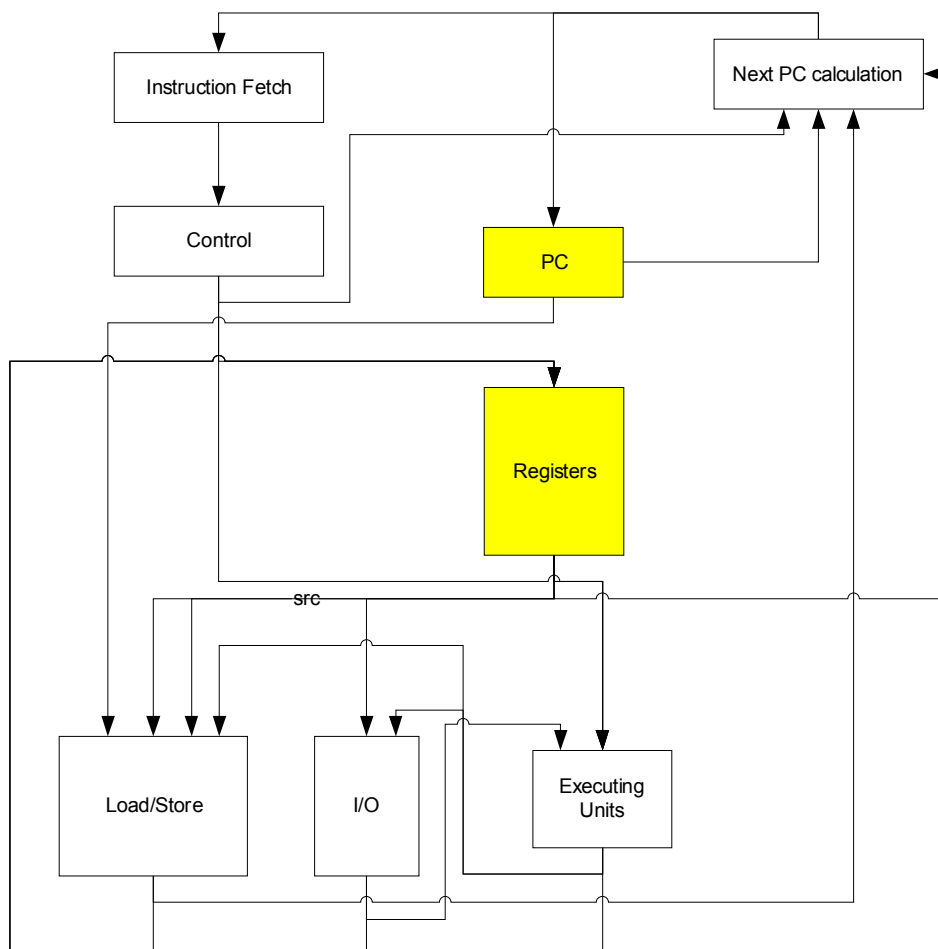 Instruction Fetch
Next PC calculation
Control
PC
Registers
src
Load/Store
I/O
Executing
Units